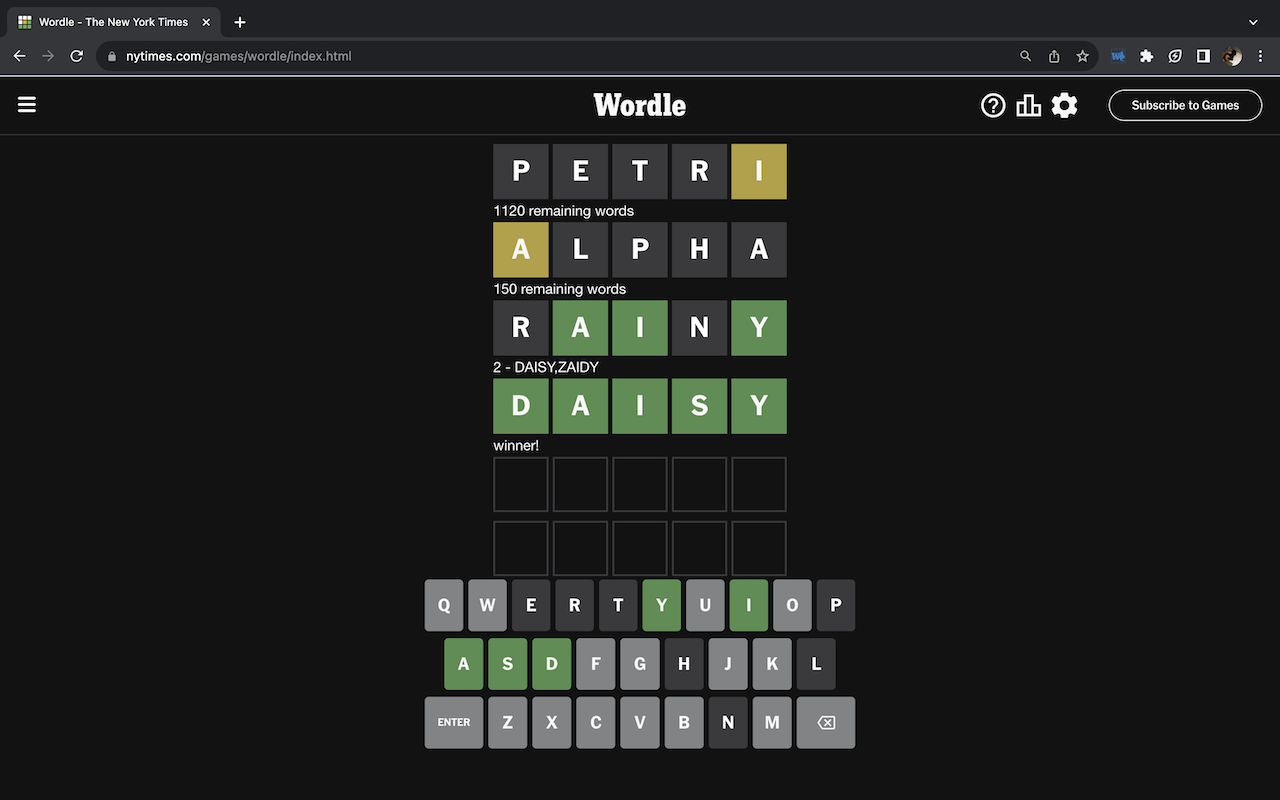 Wordle - The New York Times
nytimes.com/games/wordle/index.html
Wordle
Subscribe to Games
P E T R I
1120 remaining words
A L P H A
150 remaining words
R A I N Y
2 - DAISY,ZAIDY
D A I S Y
winner!
Q W E R T Y U I O P
A S D F G H J K L
ENTER Z X C V B N M